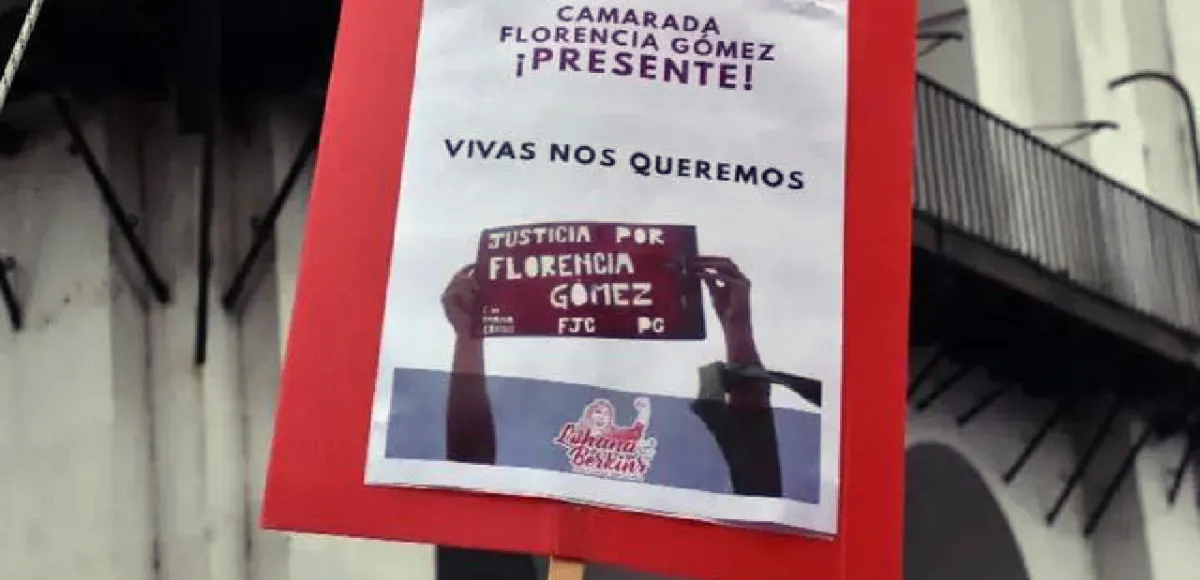 CAMARADA
FLORENCIA GÓMEZ
¡PRESENTE!
VIVAS NOS QUEREMOS
JUSTICIA POR
FLORENCIA
GÓMEZ
FJC PC
Lohana
Berkins